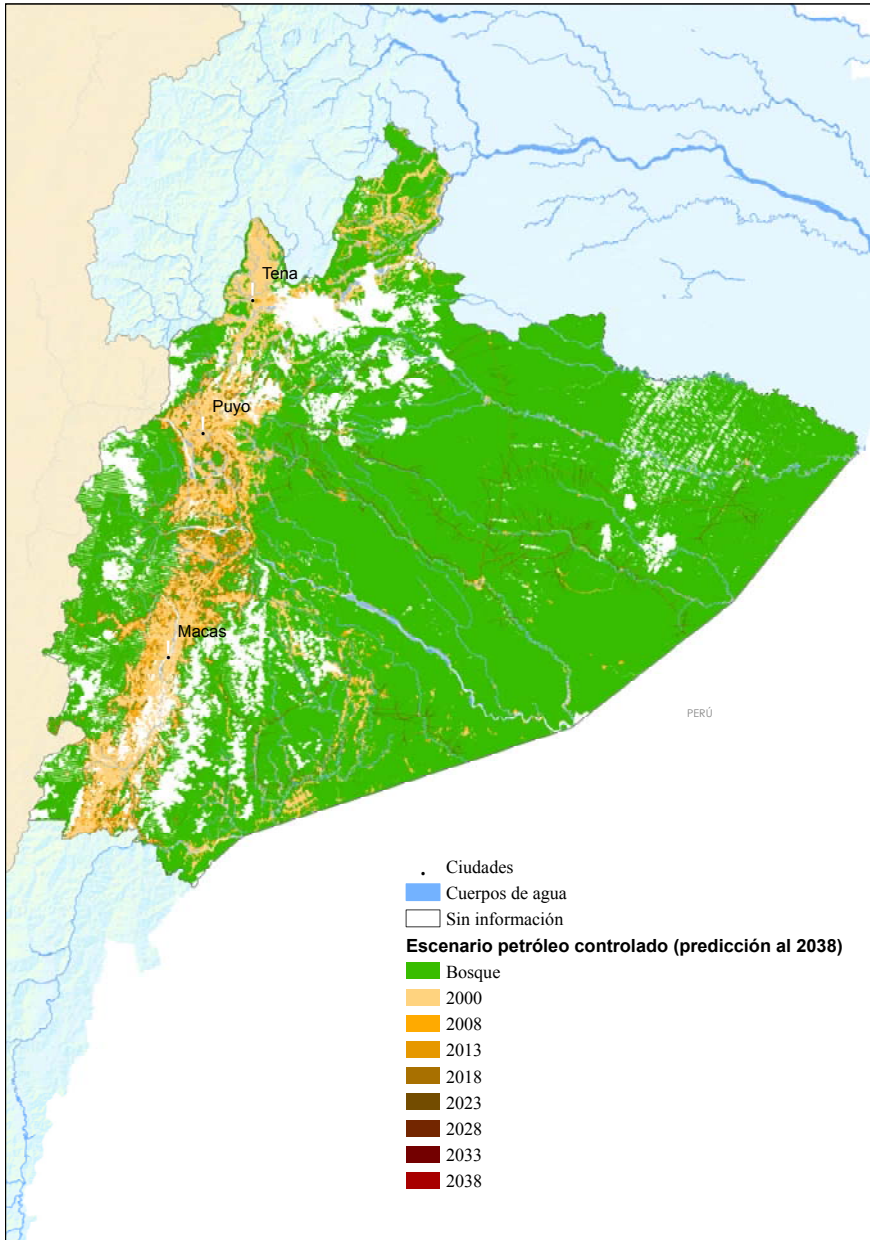 Tena
Puyo
Macas
PERÚ
Ciudades
Cuerpos de agua
Sin información
Escenario petróleo controlado (predicción al 2038)
Bosque
2000
2008
2013
2018
2023
2028
2033
2038